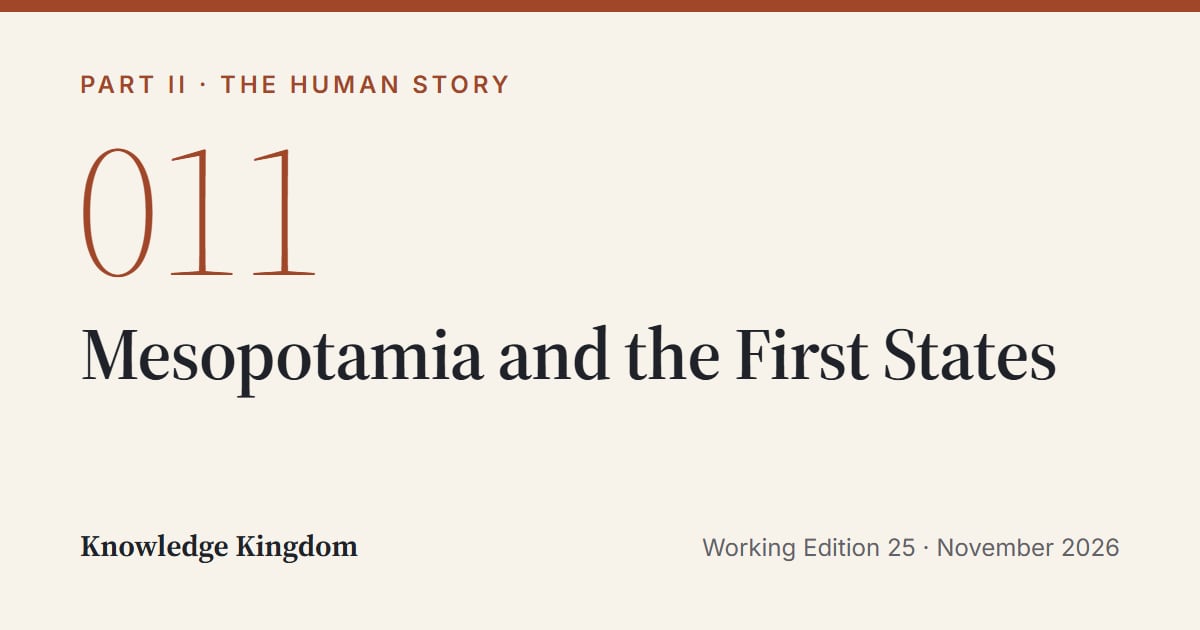 PART II · THE HUMAN STORY
011
Mesopotamia and the First States
Knowledge Kingdom
Working Edition 25 · November 2026